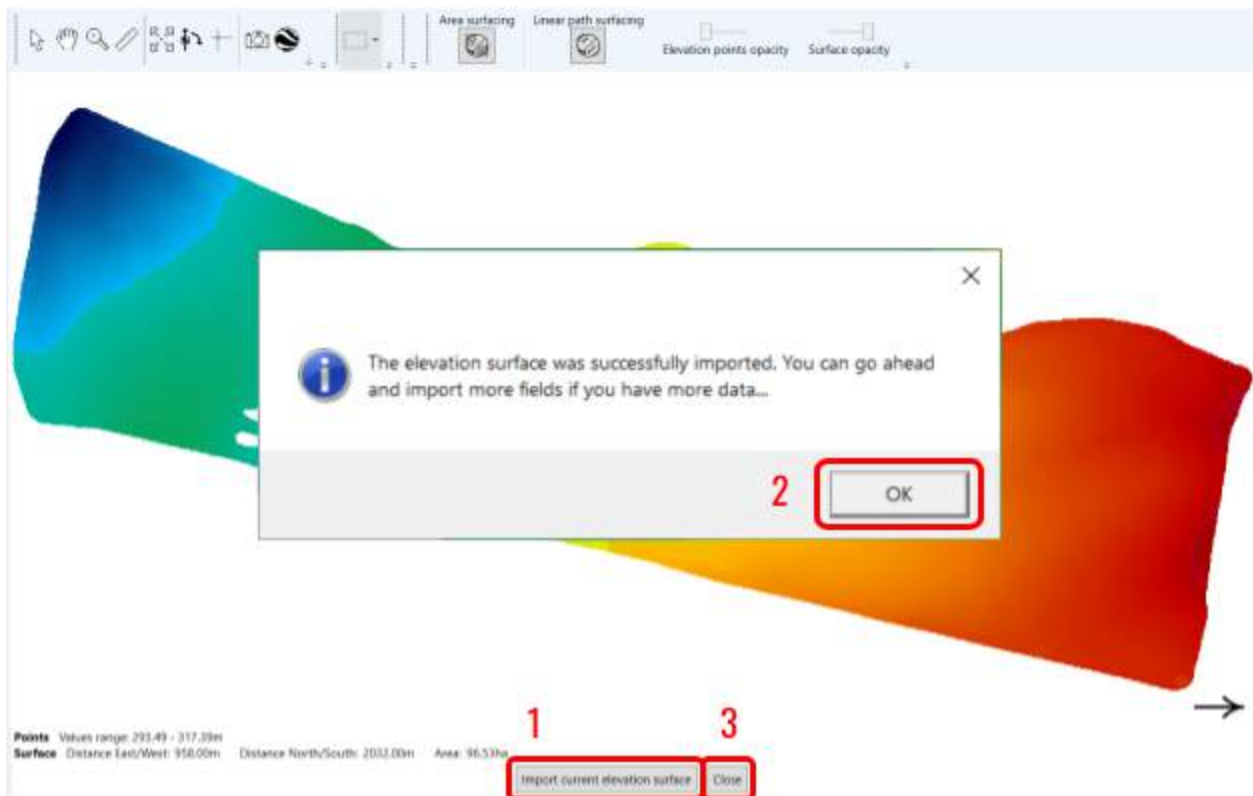 Area surfacing
Linear path surfacing
Elevation points opacity
Surface opacity
The elevation surface was successfully imported. You can go ahead
and import more fields if you have more data...
2
OK
1
3
Points Values range: 293.49 - 317.39m
Surface Distance East/West: 958.00m Distance North/South: 2032.00m Area: 96.53ha
Import current elevation surface
Close